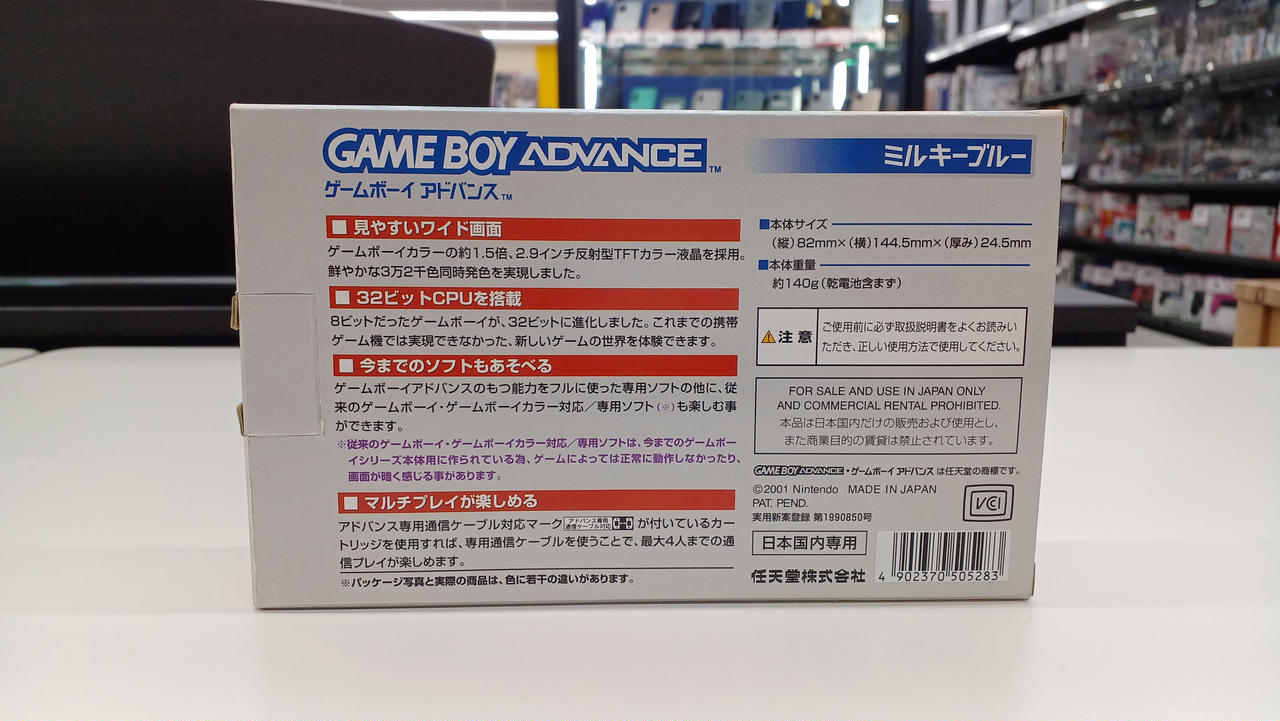 GAME BOY ADVANCE™
ゲームボーイ アドバンス™
ミルキーブルー
■ 見やすいワイド画面
ゲームボーイカラーの約1.5倍、2.9インチ反射型TFTカラー液晶を採用。
鮮やかな3万2千色同時発色を実現しました。
■ 32ビットCPUを搭載
8ビットだったゲームボーイが、32ビットに進化しました。これまでの携帯
ゲーム機では実現できなかった、新しいゲームの世界を体験できます。
■ 今までのソフトもあそべる
ゲームボーイアドバンスのもつ能力をフルに使った専用ソフトの他に、従
来のゲームボーイ・ゲームボーイカラー対応／専用ソフト(※)も楽しむ事
ができます。
※従来のゲームボーイ・ゲームボーイカラー対応／専用ソフトは、今までのゲームボー
イシリーズ本体用に作られている為、ゲームによっては正常に動作しなかったり、
画面が暗く感じる事があります。
■ マルチプレイが楽しめる
アドバンス専用通信ケーブル対応マーク アドバンス専用 通信ケーブル対応 が付いているカー
トリッジを使用すれば、専用通信ケーブルを使うことで、最大4人までの通
信プレイが楽しめます。
※パッケージ写真と実際の商品は、色に若干の違いがあります。
■本体サイズ
（縦）82mm×（横）144.5mm×（厚み）24.5mm
■本体重量
約140g（乾電池含まず）
注意
ご使用前に必ず取扱説明書をよくお読みい
ただき、正しい使用方法で使用してください。
FOR SALE AND USE IN JAPAN ONLY
AND COMMERCIAL RENTAL PROHIBITED.
本品は日本国内だけの販売および使用とし、
また商業目的の賃貸は禁止されています。
GAME BOY ADVANCE・ゲームボーイ アドバンス は任天堂の商標です。
©2001 Nintendo MADE IN JAPAN
PAT. PEND.
実用新案登録 第1990850号
VCCI
日本国内専用
任天堂株式会社
4 902370 505283